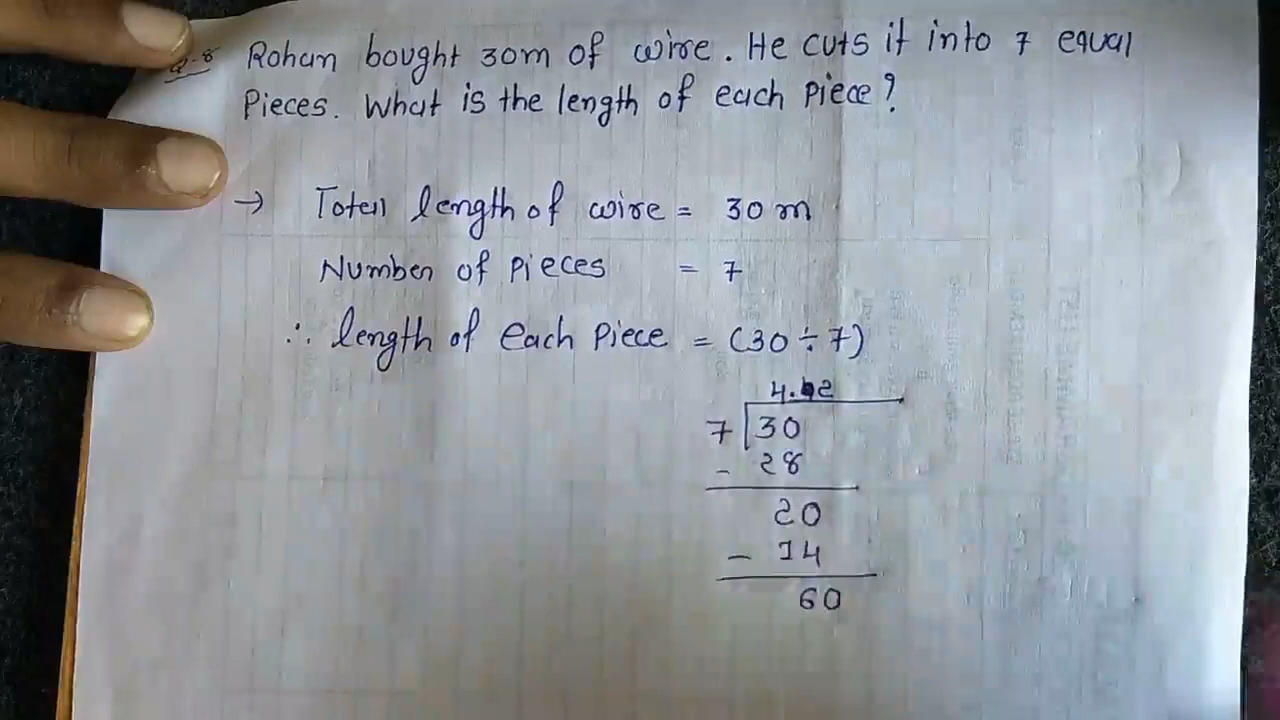 Q-8 Rohan bought 30m of wire. He cuts it into 7 equal
Pieces. What is the length of each piece?
→ Total length of wire = 30 m
Number of pieces = 7
∴ length of each Piece = (30 ÷ 7)
4.2
7 30
- 28
20
- 14
60